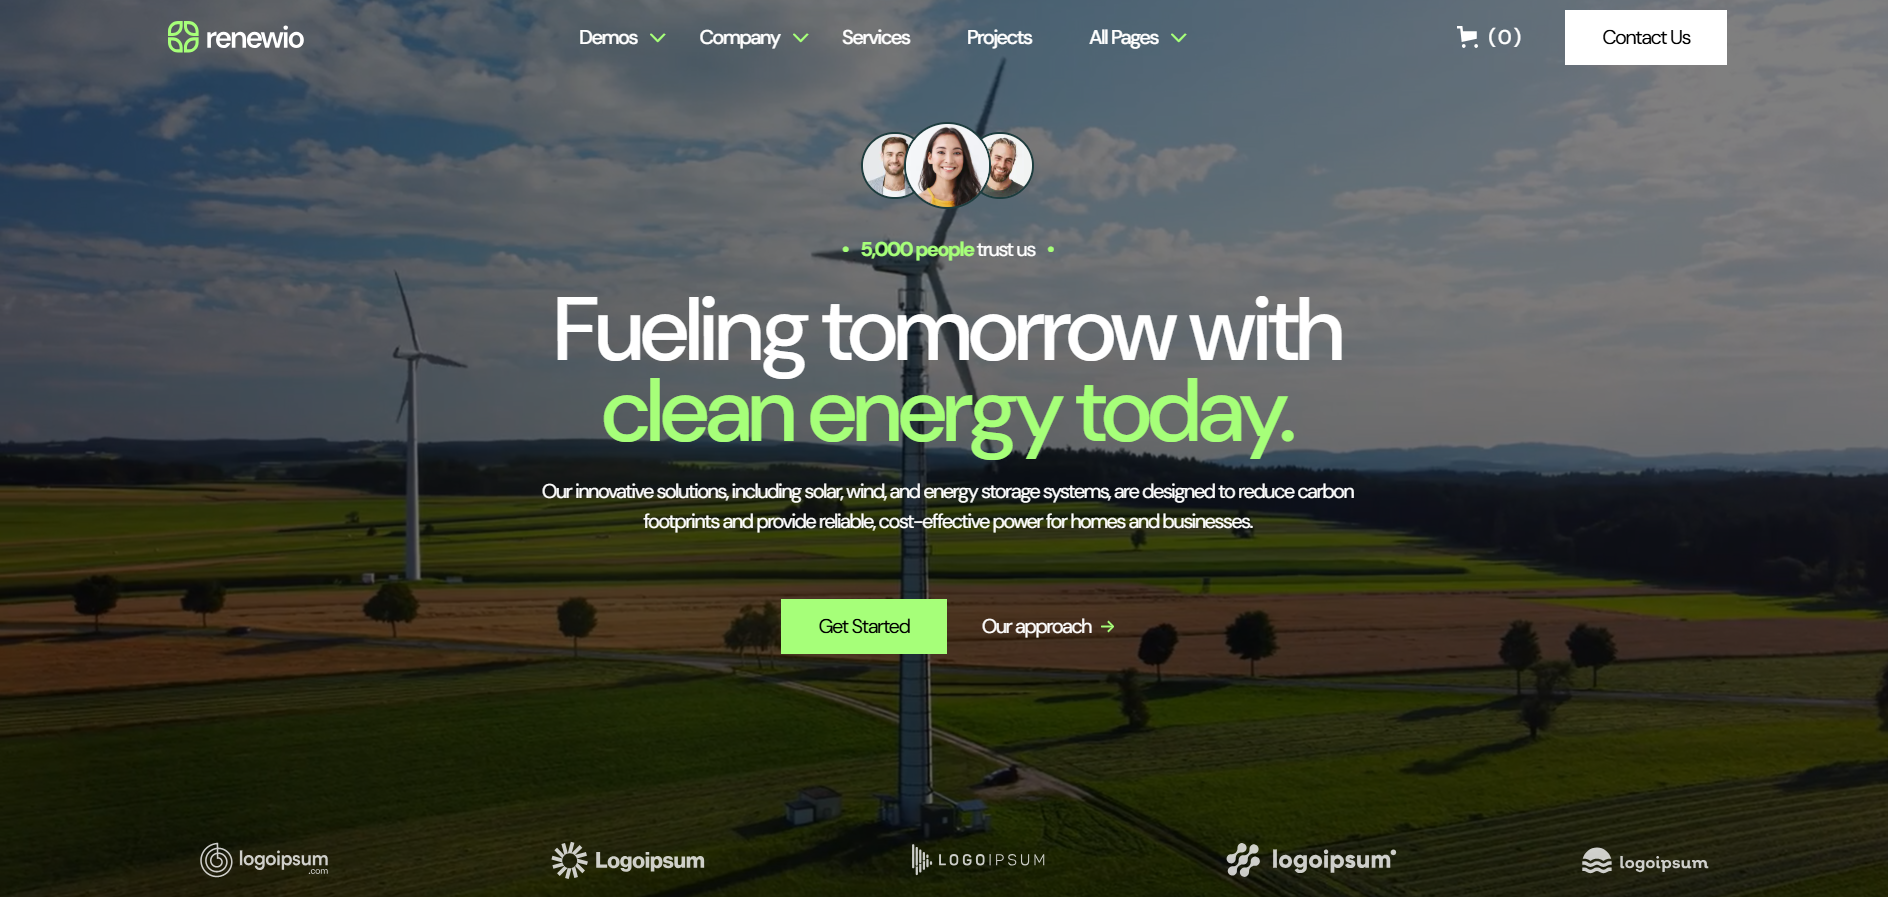 renewio
Demos
Company
Services
Projects
All Pages
(0)
Contact Us
5,000 people trust us
Fueling tomorrow with
clean energy today.
Our innovative solutions, including solar, wind, and energy storage systems, are designed to reduce carbon
footprints and provide reliable, cost-effective power for homes and businesses.
Get Started
Our approach
logoipsum
.com
Logoipsum
LOGOIPSUM
logoipsum
logoipsum